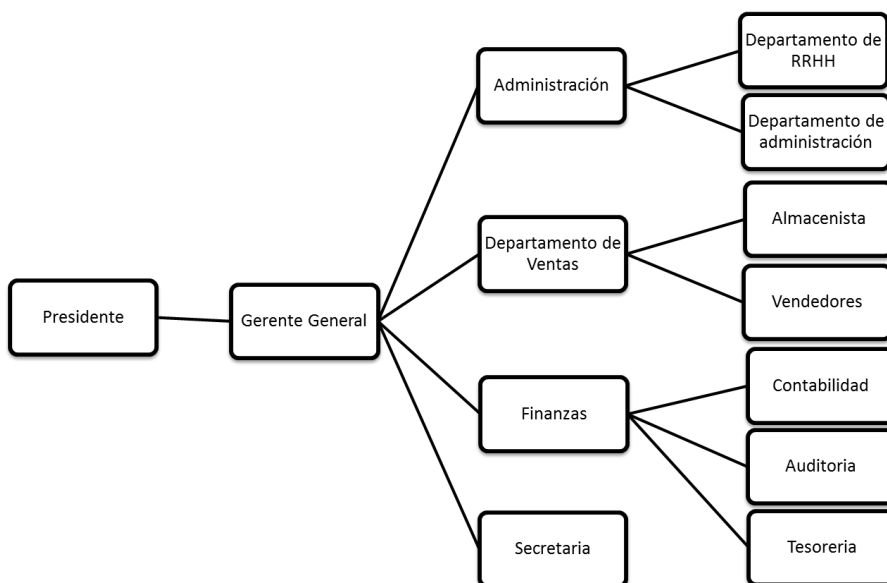 Presidente
Gerente General
Administración
Departamento de
RRHH
Departamento de
administración
Departamento de
Ventas
Almacenista
Vendedores
Finanzas
Contabilidad
Auditoria
Tesoreria
Secretaria